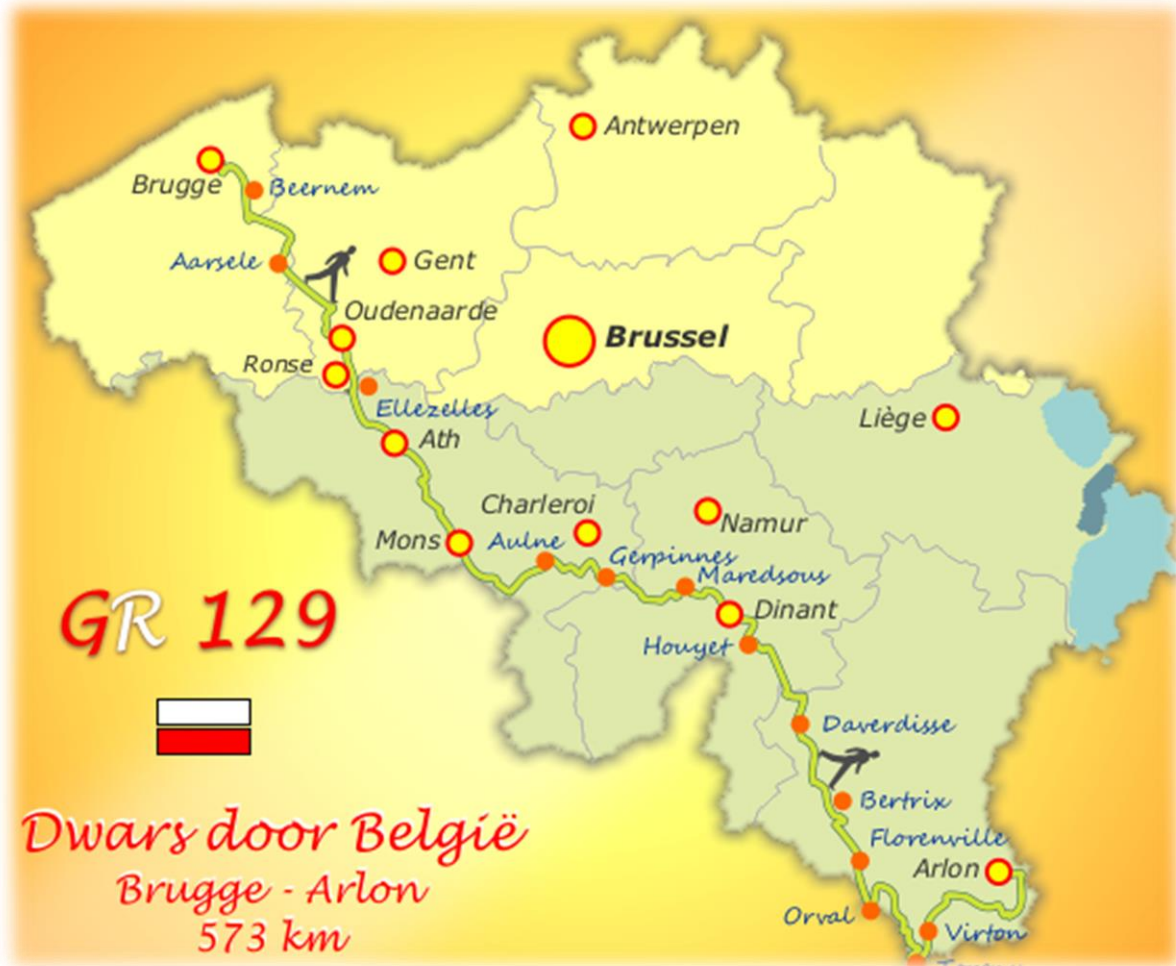 Antwerpen
Brugge
Beernem
Aarsele
Gent
Oudenaarde
Brussel
Ronse
Ellezelles
Liège
Ath
Charleroi
Namur
Mons
Aulne
Gerpinnes
Maredsous
Dinant
Houyet
GR 129
Daverdisse
Bertrix
Florenville
Arlon
Orval
Virton
Dwars door België
Brugge - Arlon
573 km